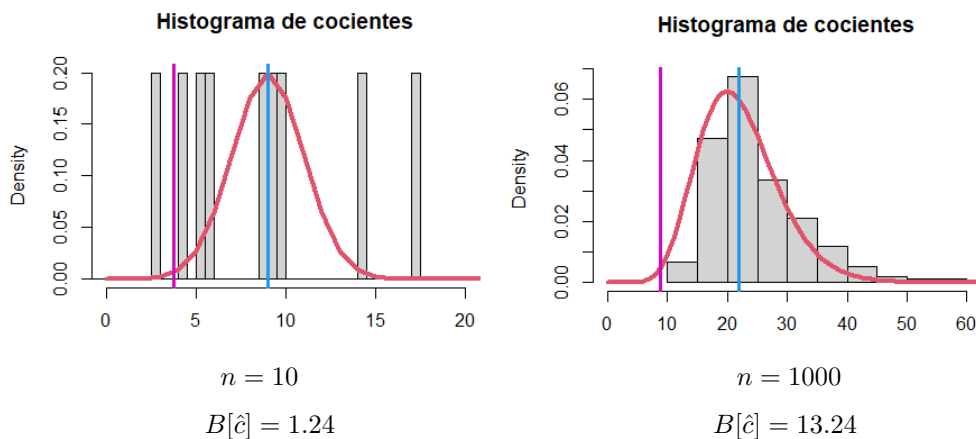 Histograma de cocientes
Density
0.00 0.05 0.10 0.15 0.20
0 5 10 15 20
n = 10
B[ĉ] = 1.24
Histograma de cocientes
Density
0.00 0.02 0.04 0.06
0 10 20 30 40 50 60
n = 1000
B[ĉ] = 13.24